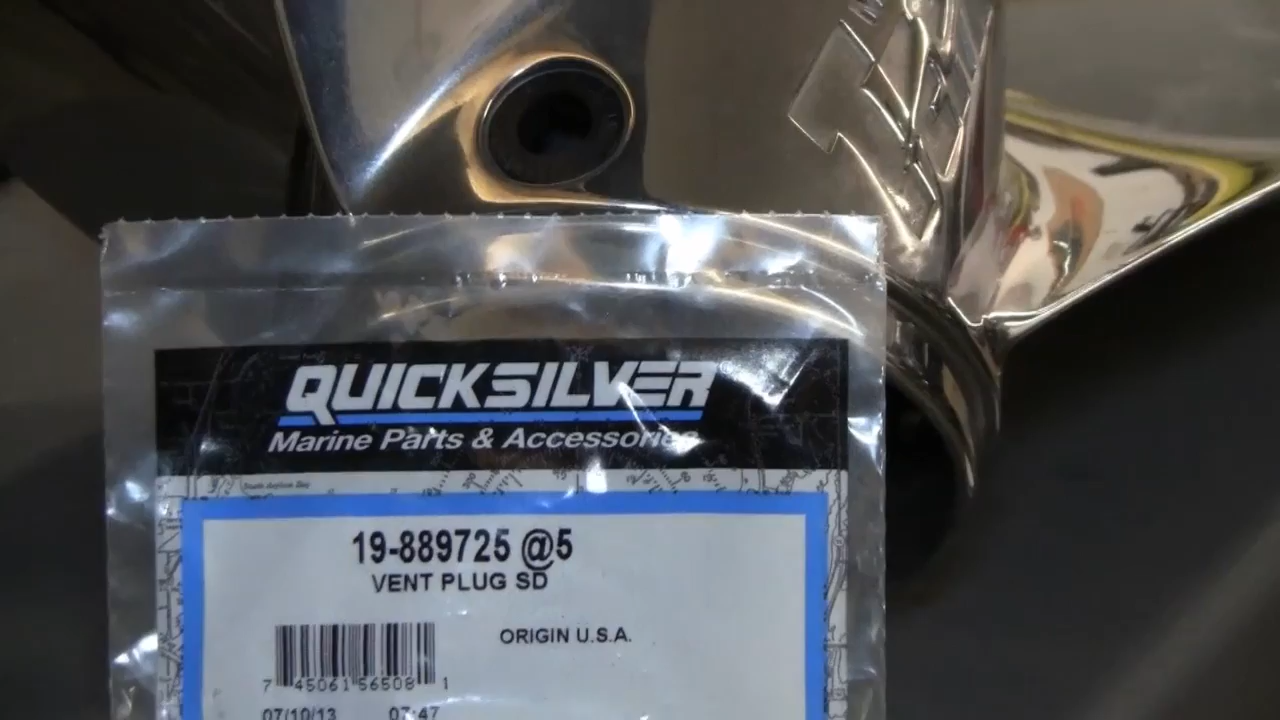 QUICKSILVER
Marine Parts & Accessories
19-889725 @5
VENT PLUG SD
ORIGIN U.S.A.
7 45061 56508 1
07/10/13 07:47